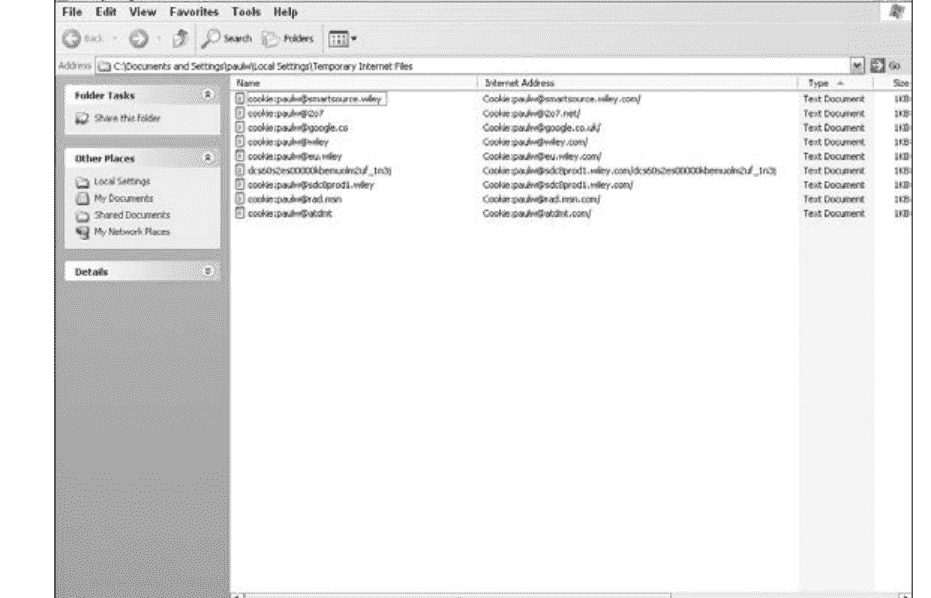 File Edit View Favorites Tools Help
Back Search Folders
Address C:\Documents and Settings\paulw\Local Settings\Temporary Internet Files Go
Name Internet Address Type Size
Folder Tasks
Share this folder
Other Places
Local Settings
My Documents
Shared Documents
My Network Places
Details
cookie:paulw@smartsource.wiley Cookie:paulw@smartsource.wiley.com/ Text Document 1KB
cookie:paulw@2o7 Cookie:paulw@2o7.net/ Text Document 1KB
cookie:paulw@google.co Cookie:paulw@google.co.uk/ Text Document 1KB
cookie:paulw@wiley Cookie:paulw@wiley.com/ Text Document 1KB
cookie:paulw@eu.wiley Cookie:paulw@eu.wiley.com/ Text Document 1KB
Text Document 1KB
cookie:paulw@sdc8prod1.wiley Cookie:paulw@sdc8prod1.wiley.com/ Text Document 1KB
cookie:paulw@rad.msn Cookie:paulw@rad.msn.com/ Text Document 1KB
cookie:paulw@atdmt Cookie:paulw@atdmt.com/ Text Document 1KB